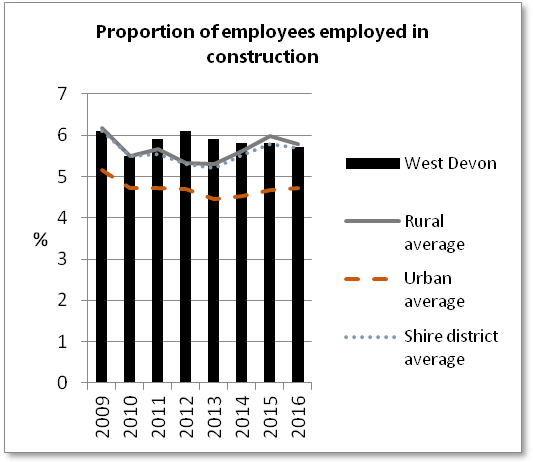 Proportion of employees employed in
construction
7
6
5
4
3
2
1
0
%
2009
2010
2011
2012
2013
2014
2015
2016
West Devon
Rural
average
Urban
average
Shire district
average